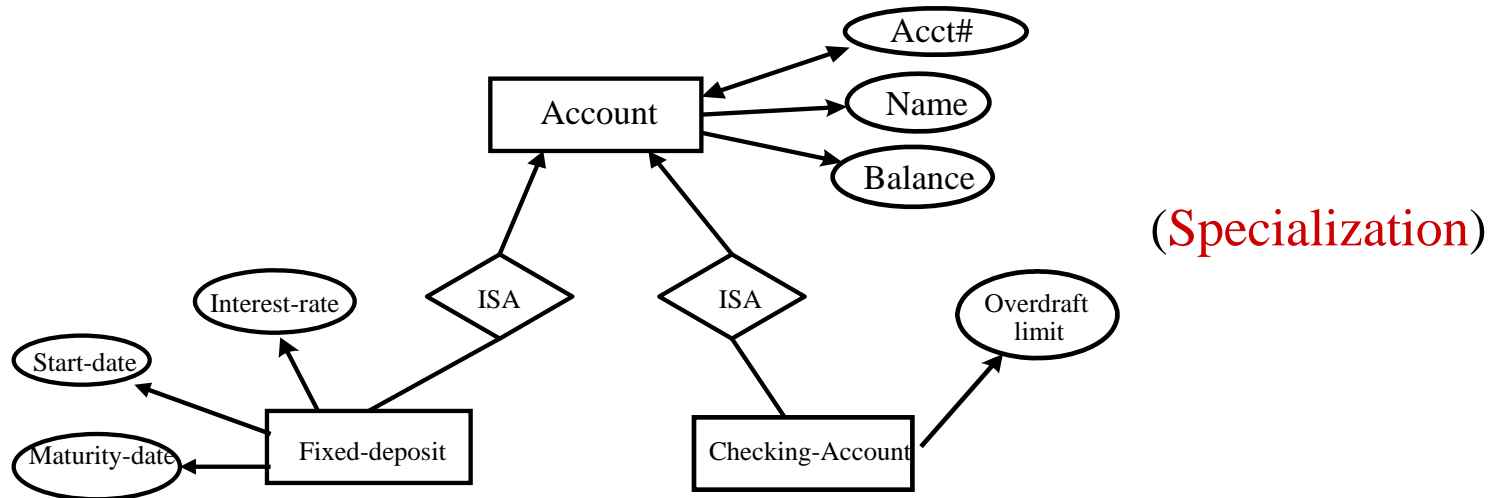 Acct#
Account
Name
Balance
(Specialization)
Interest-rate
ISA
ISA
Overdraft
limit
Start-date
Maturity-date
Fixed-deposit
Checking-Account